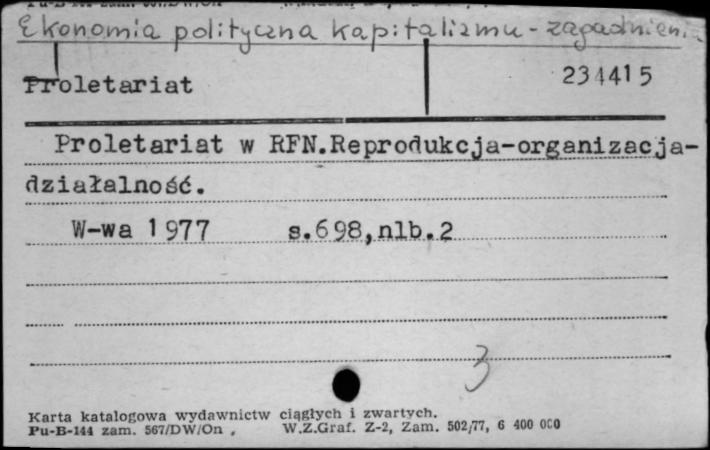 Ekonomia polityczna kapitalizmu - zagadnien
Proletariat 234415
Proletariat w RFN.Reprodukcja-organizacja-
działalność.
W-wa 1977 s.698,nlb.2
3
Karta katalogowa wydawnictw ciągłych i zwartych.
Pu-B-144 zam. 567/DW/On , W.Z.Graf. Z-2, Zam. 502/77, 6 400 000